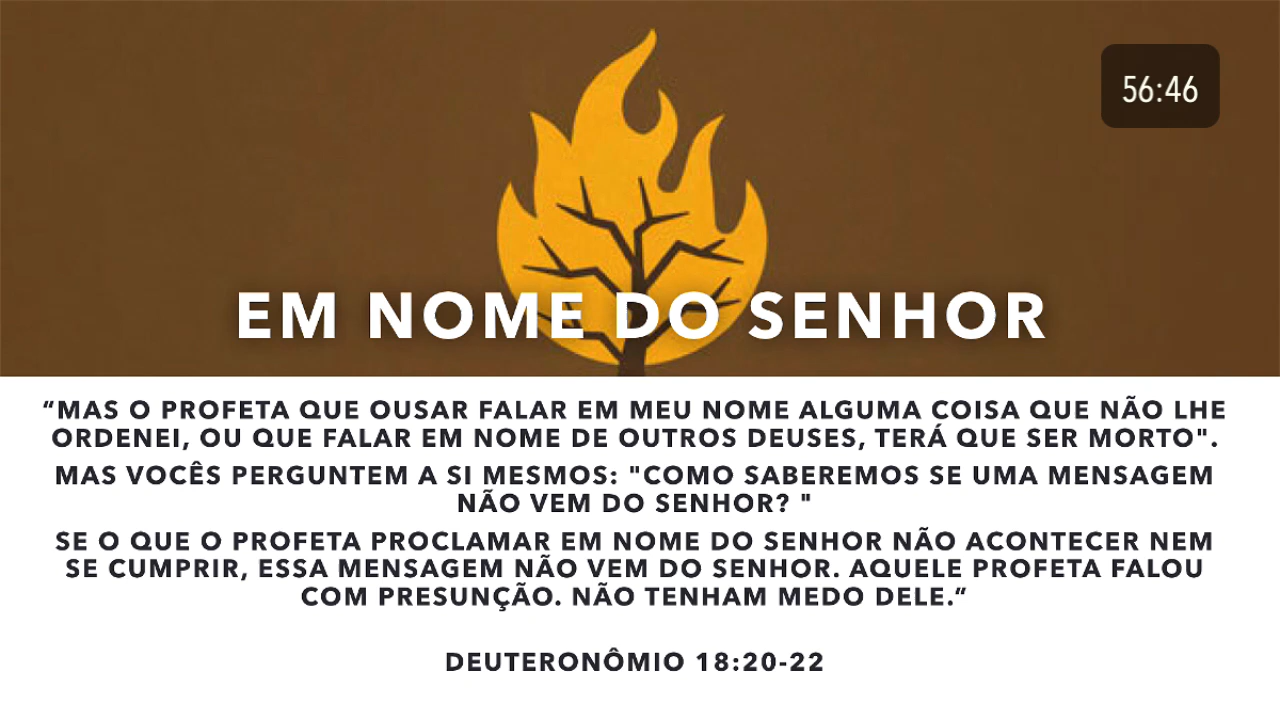 56:46
EM NOME DO SENHOR
“MAS O PROFETA QUE OUSAR FALAR EM MEU NOME ALGUMA COISA QUE NÃO LHE
ORDENEI, OU QUE FALAR EM NOME DE OUTROS DEUSES, TERÁ QUE SER MORTO".
MAS VOCÊS PERGUNTEM A SI MESMOS: "COMO SABEREMOS SE UMA MENSAGEM
NÃO VEM DO SENHOR? "
SE O QUE O PROFETA PROCLAMAR EM NOME DO SENHOR NÃO ACONTECER NEM
SE CUMPRIR, ESSA MENSAGEM NÃO VEM DO SENHOR. AQUELE PROFETA FALOU
COM PRESUNÇÃO. NÃO TENHAM MEDO DELE.”
DEUTERONÔMIO 18:20-22